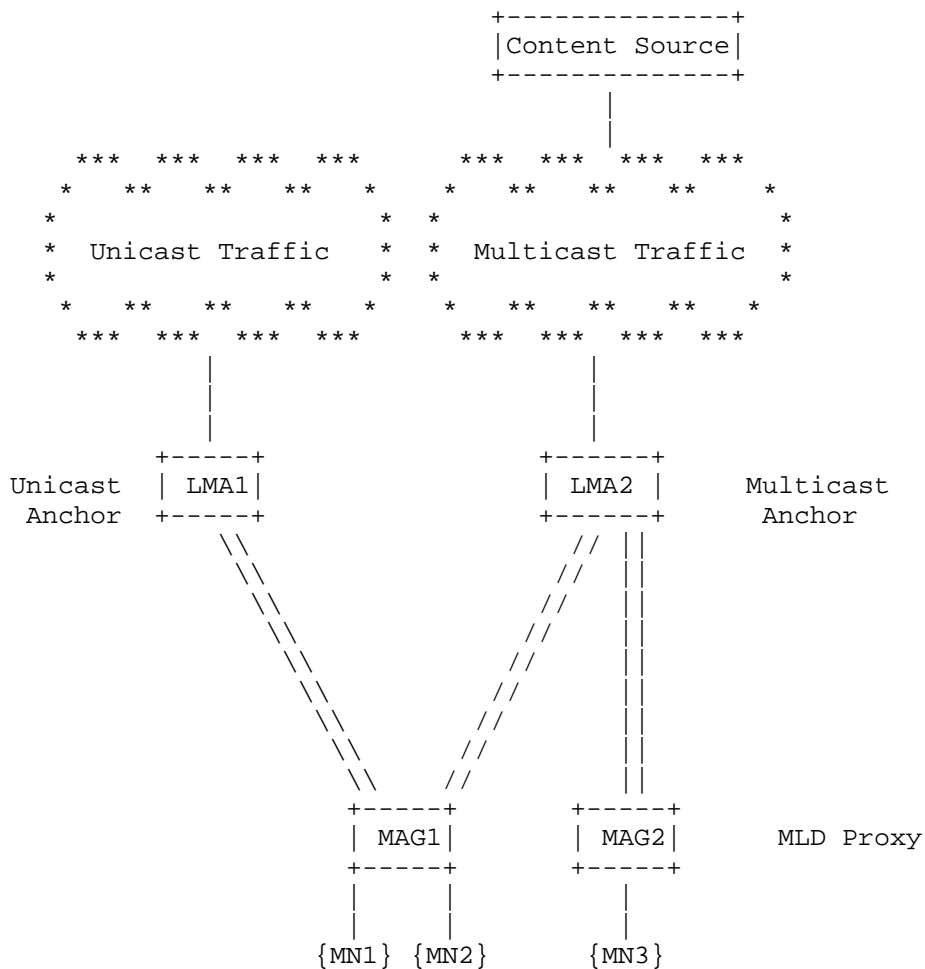 Content Source
Unicast Traffic Multicast Traffic
Unicast LMA1 LMA2 Multicast
Anchor Anchor
MAG1 MAG2 MLD Proxy
{MN1} {MN2} {MN3}